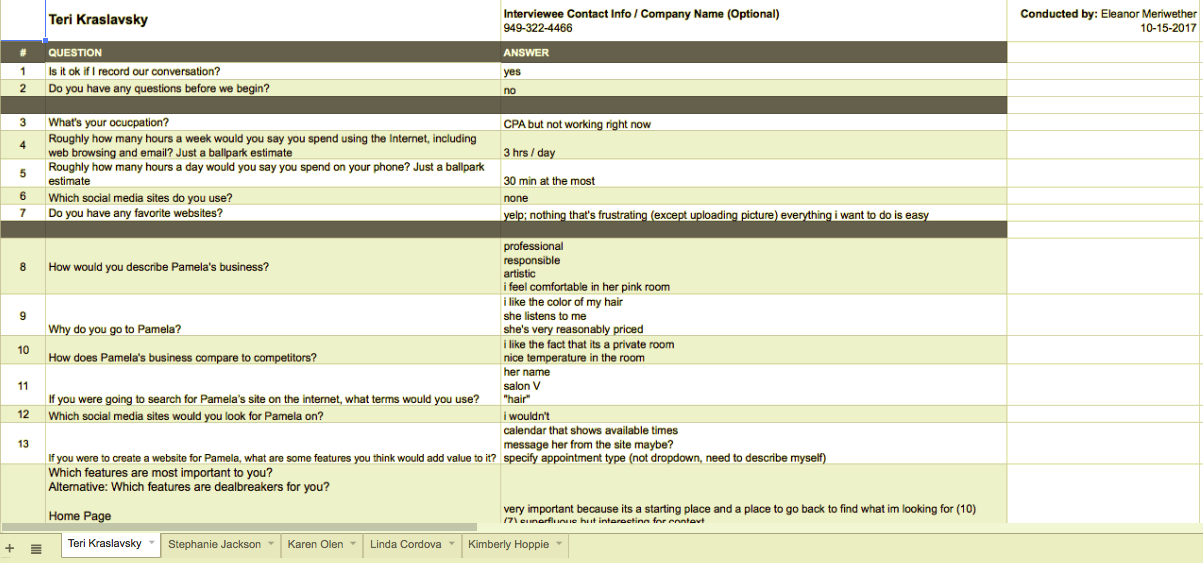 Teri Kraslavsky
Interviewee Contact Info / Company Name (Optional)
949-322-4466
Conducted by: Eleanor Meriwether
10-15-2017
# QUESTION ANSWER
1 Is it ok if I record our conversation? yes
2 Do you have any questions before we begin? no
3 What's your ocucpation? CPA but not working right now
4 Roughly how many hours a week would you say you spend using the Internet, including
web browsing and email? Just a ballpark estimate 3 hrs / day
5 Roughly how many hours a day would you say you spend on your phone? Just a ballpark
estimate 30 min at the most
6 Which social media sites do you use? none
7 Do you have any favorite websites? yelp; nothing that's frustrating (except uploading picture) everything i want to do is easy
8 How would you describe Pamela's business?
professional
responsible
artistic
i feel comfortable in her pink room
9 Why do you go to Pamela?
i like the color of my hair
she listens to me
she's very reasonably priced
10 How does Pamela's business compare to competitors?
i like the fact that its a private room
nice temperature in the room
11 If you were going to search for Pamela's site on the internet, what terms would you use?
her name
salon V
"hair"
12 Which social media sites would you look for Pamela on? i wouldn't
13 If you were to create a website for Pamela, what are some features you think would add value to it?
calendar that shows available times
message her from the site maybe?
specify appointment type (not dropdown, need to describe myself)
Which features are most important to you?
Alternative: Which features are dealbreakers for you?
Home Page
very important because its a starting place and a place to go back to find what im looking for (10)
(7) superfluous but interesting for context
Teri Kraslavsky Stephanie Jackson Karen Olen Linda Cordova Kimberly Hoppie